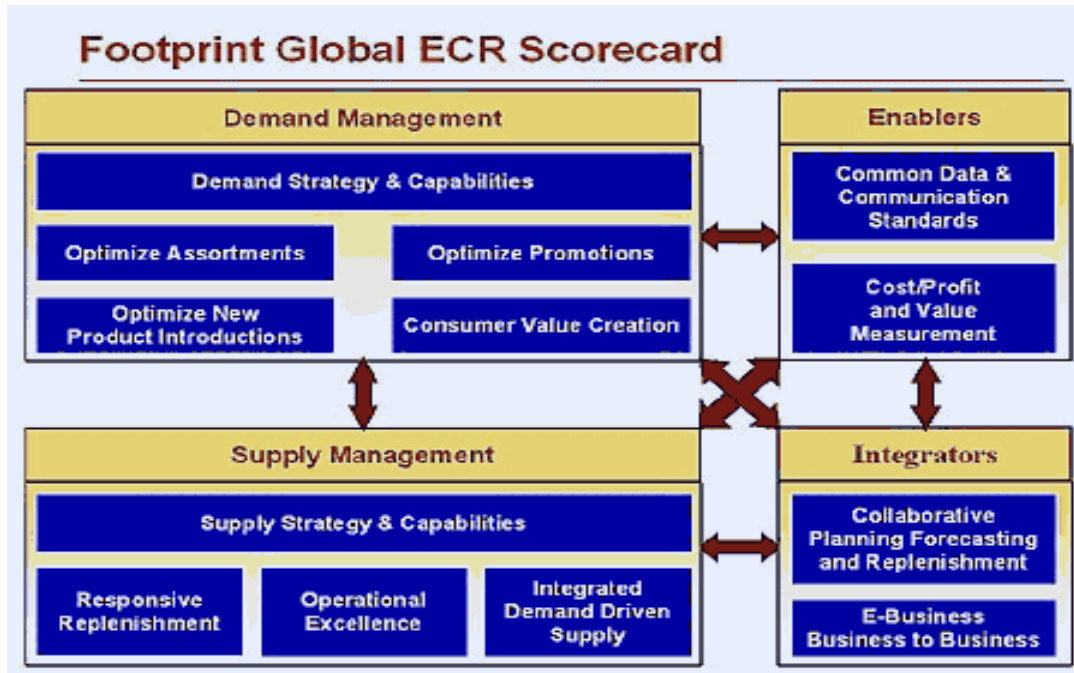 Footprint Global ECR Scorecard
Demand Management
Demand Strategy & Capabilities
Optimize Assortments
Optimize Promotions
Optimize New
Product Introductions
Consumer Value Creation
Enablers
Common Data &
Communication
Standards
Cost/Profit
and Value
Measurement
Supply Management
Supply Strategy & Capabilities
Responsive
Replenishment
Operational
Excellence
Integrated
Demand Driven
Supply
Integrators
Collaborative
Planning Forecasting
and Replenishment
E-Business
Business to Business